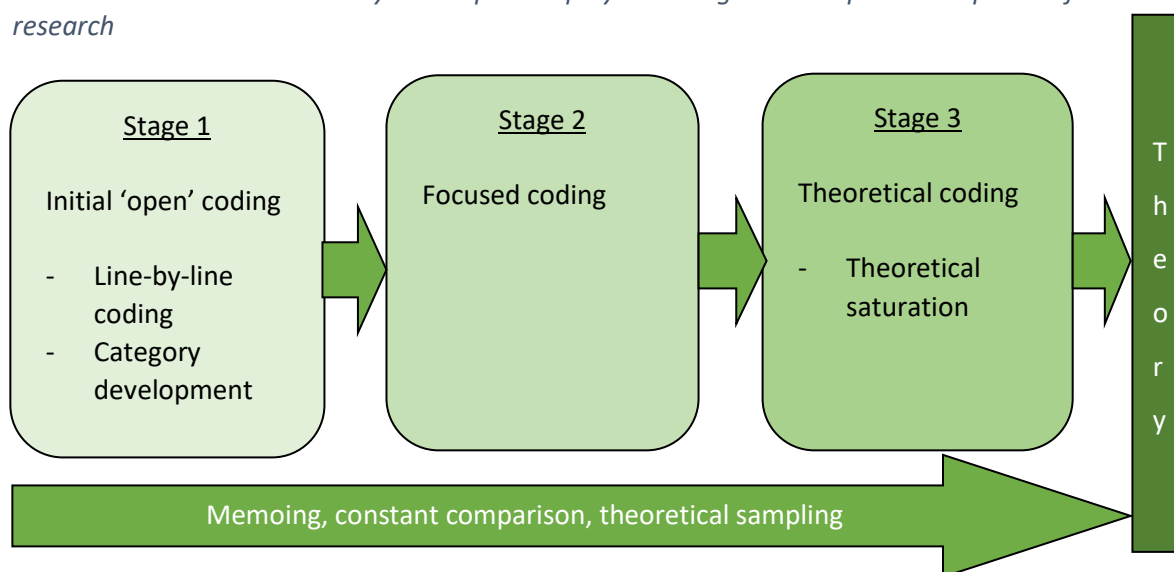 research
Stage 1
Initial ‘open’ coding
- Line-by-line
coding
- Category
development
Stage 2
Focused coding
Stage 3
Theoretical coding
- Theoretical
saturation
T
h
e
o
r
y
Memoing, constant comparison, theoretical sampling